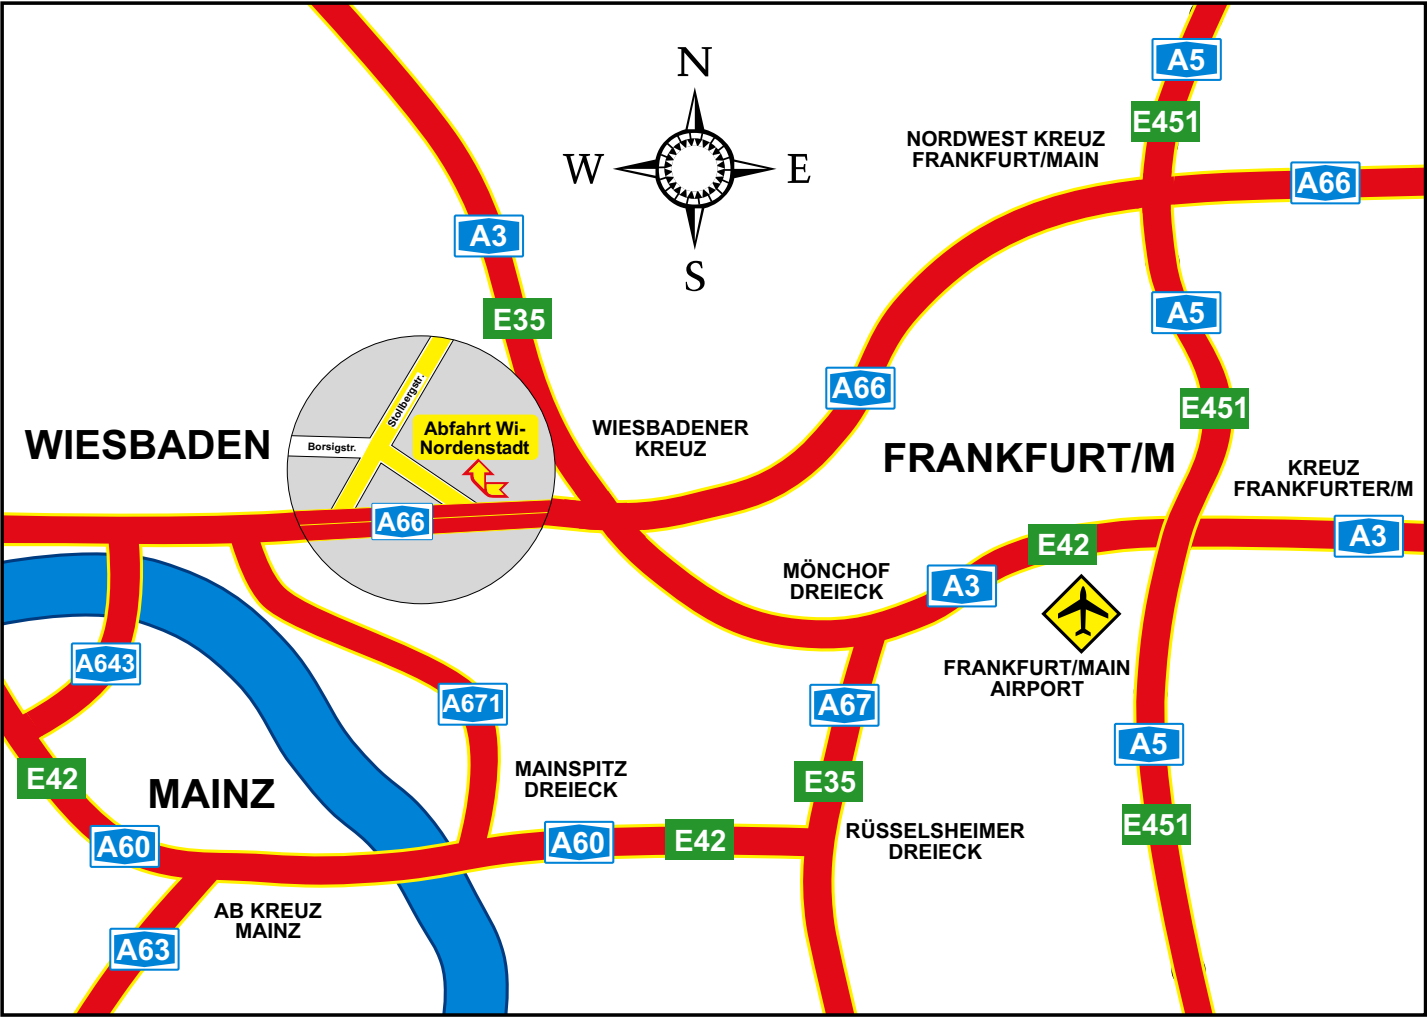 A5
N
E451
NORDWEST KREUZ
FRANKFURT/MAIN
W
E
A66
A3
S
E35
A5
Stollbergstr.
A66
E451
Abfahrt Wi-
Nordenstadt
Borsigstr.
WIESBADEN
WIESBADENER
KREUZ
FRANKFURT/M
KREUZ
FRANKFURTER/M
A66
E42
A3
MÖNCHOF
DREIECK
A3
A643
FRANKFURT/MAIN
AIRPORT
A671
A67
A5
E42
MAINZ
MAINSPITZ
DREIECK
E35
E451
A60
A60
E42
RÜSSELSHEIMER
DREIECK
AB KREUZ
MAINZ
A63